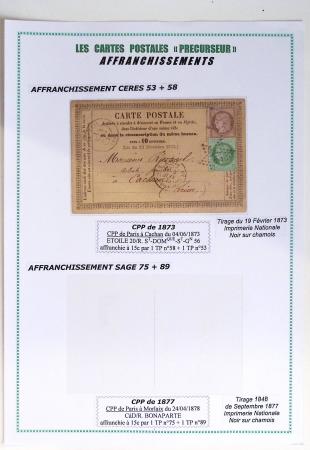 LES CARTES POSTALES « PRECURSEUR »
AFFRANCHISSEMENTS
AFFRANCHISSEMENT CERES 53 + 58
CARTE POSTALE
CPP de 1873
CPP de Paris à Cachan du 04/06/1873
affranchie à 15c par 1 TP n°58 + 1 TP n°53
Tirage du 19 Février 1873
Imprimerie Nationale
Noir sur chamois
AFFRANCHISSEMENT SAGE 75 + 89
CPP de 1877
CPP de Paris à Morlaix du 24/04/1878
CàD/R. BONAPARTE
affranchie à 15c par 1 TP n°75 + 1 TP n°89
Tirage 1848
de Septembre 1877
Imprimerie Nationale
Noir sur chamois